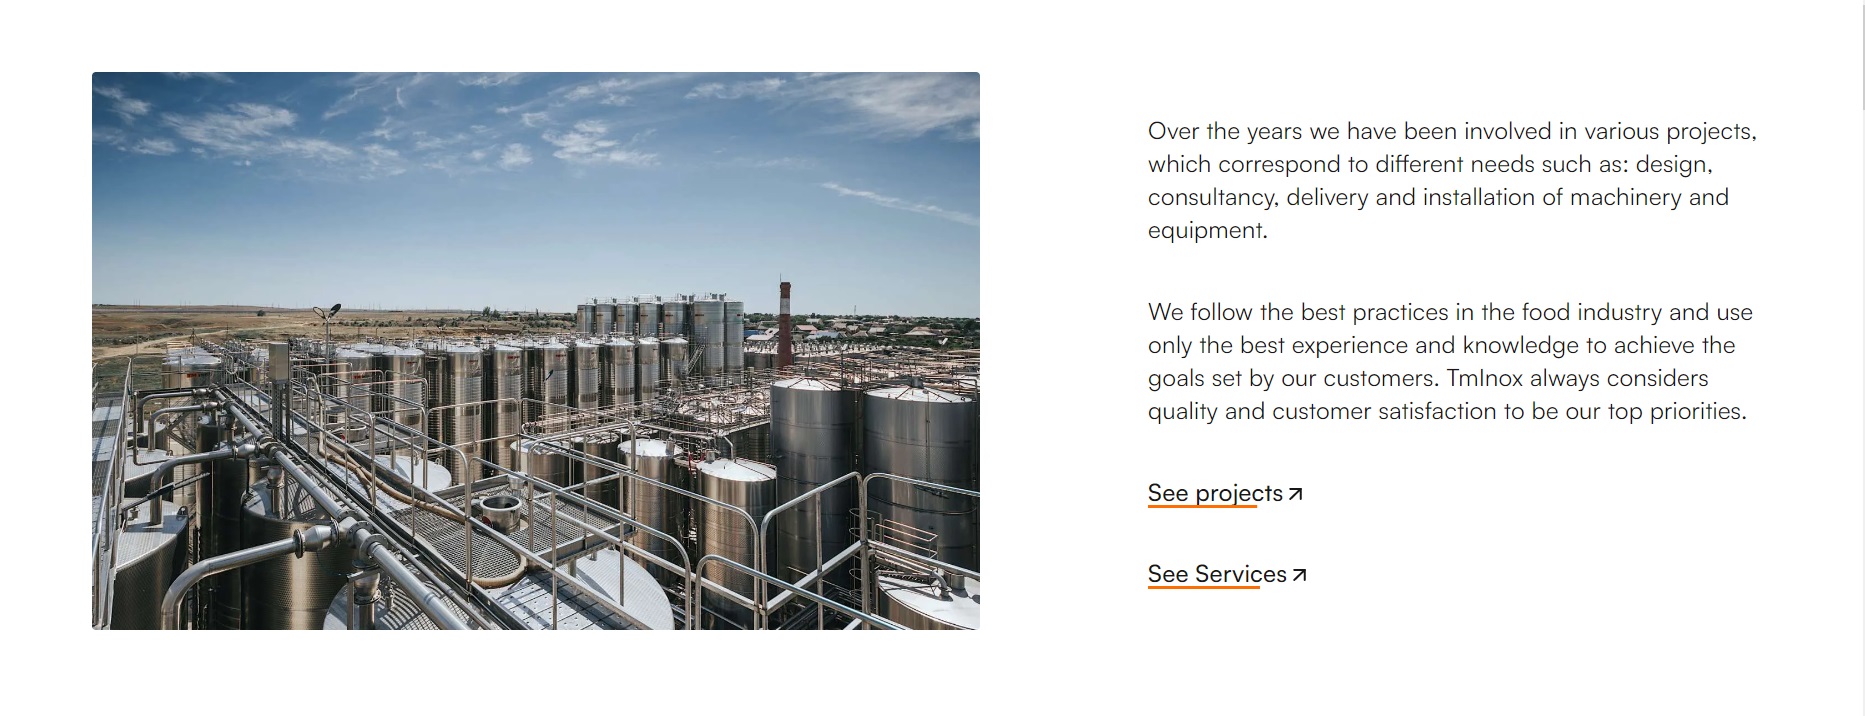 Over the years we have been involved in various projects,
which correspond to different needs such as: design,
consultancy, delivery and installation of machinery and
equipment.
We follow the best practices in the food industry and use
only the best experience and knowledge to achieve the
goals set by our customers. TmInox always considers
quality and customer satisfaction to be our top priorities.
See projects
See Services